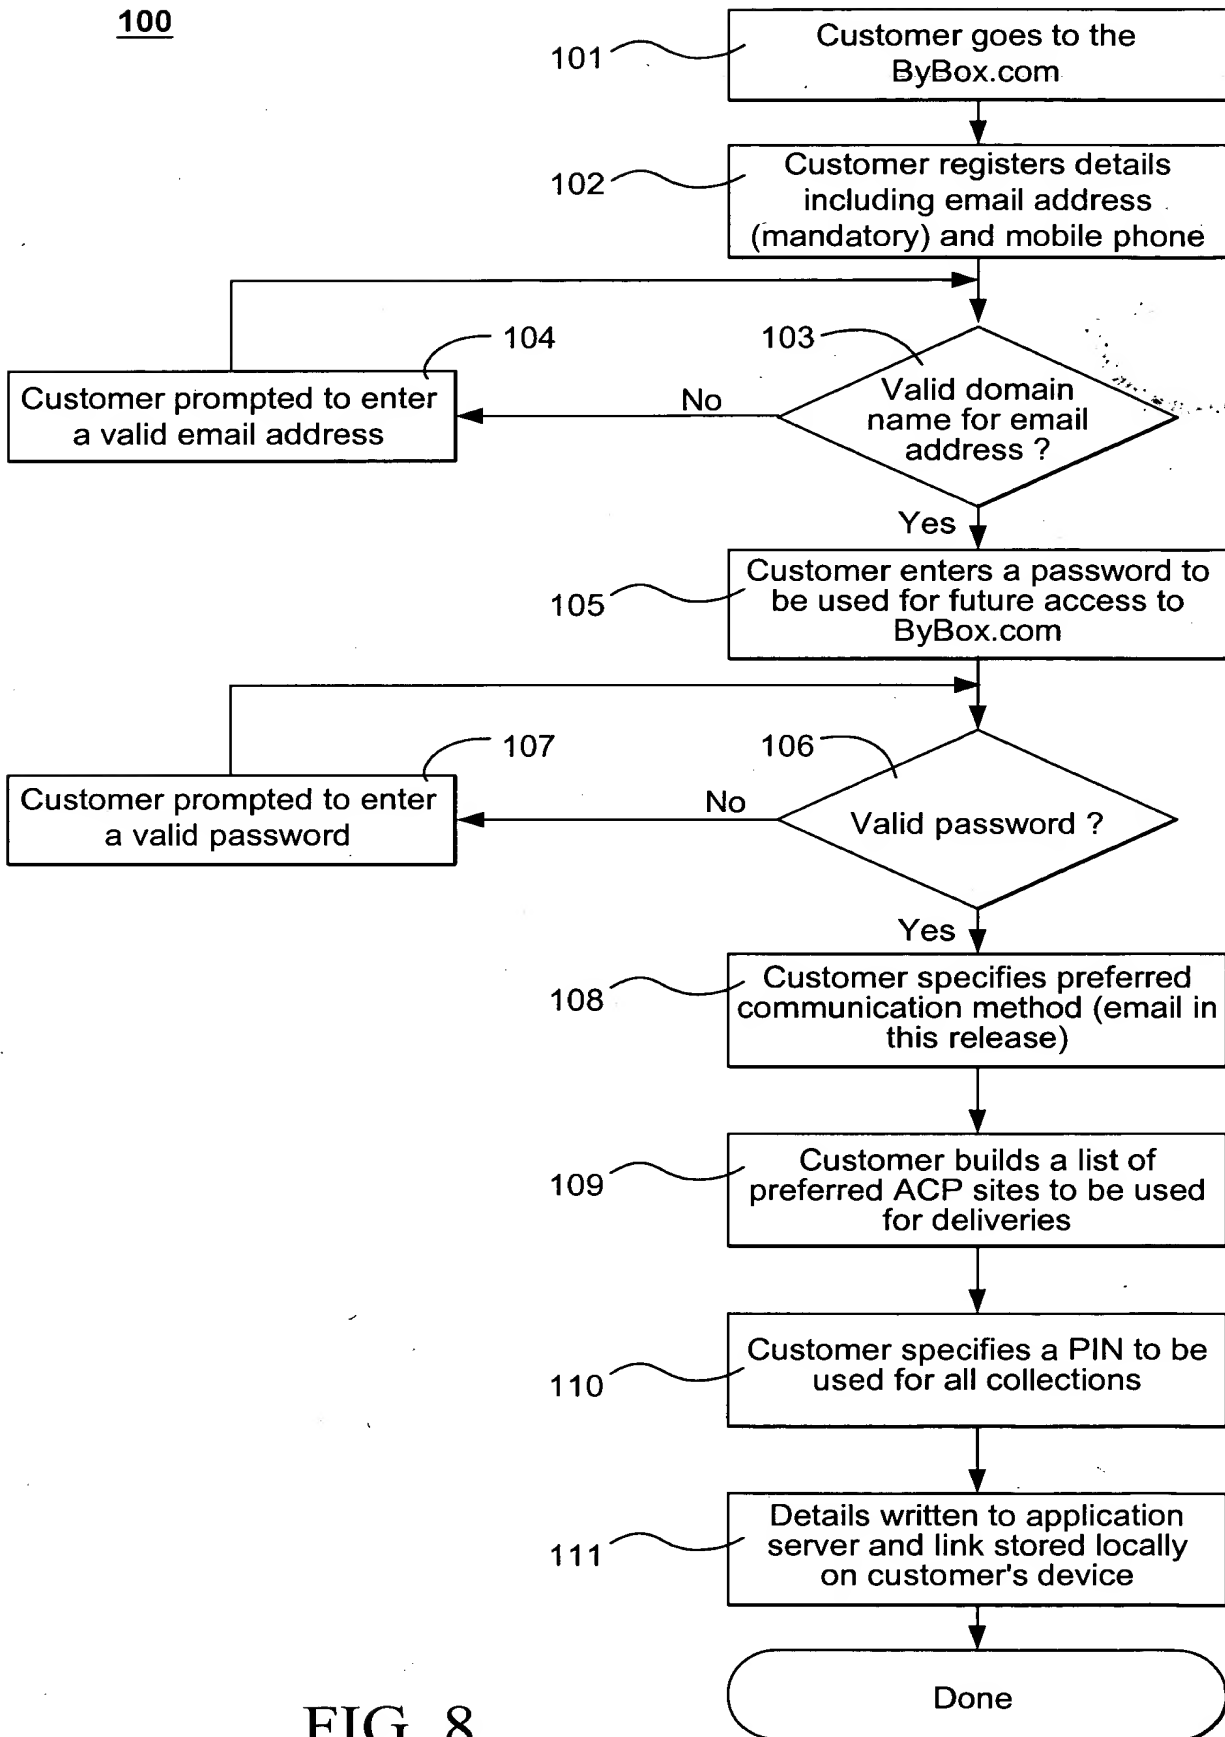 100
101
Customer goes to the
ByBox.com
102
Customer registers details
including email address
(mandatory) and mobile phone
104
103
Customer prompted to enter
a valid email address
No
Valid domain
name for email
address ?
Yes
105
Customer enters a password to
be used for future access to
ByBox.com
107
106
Customer prompted to enter
a valid password
No
Valid password ?
Yes
108
Customer specifies preferred
communication method (email in
this release)
109
Customer builds a list of
preferred ACP sites to be used
for deliveries
110
Customer specifies a PIN to be
used for all collections
111
Details written to application
server and link stored locally
on customer's device
Done
FIG. 8